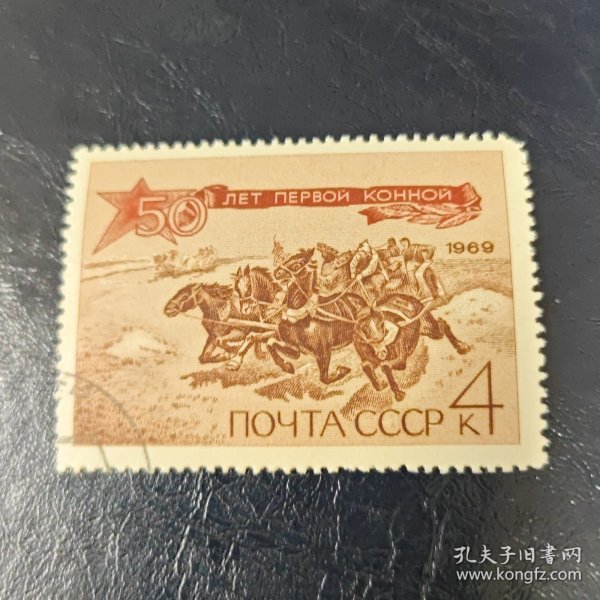 50 ЛЕТ ПЕРВОЙ КОННОЙ
1969
ПОЧТА СССР 4 К
孔夫子旧书网
www.kongfz.com